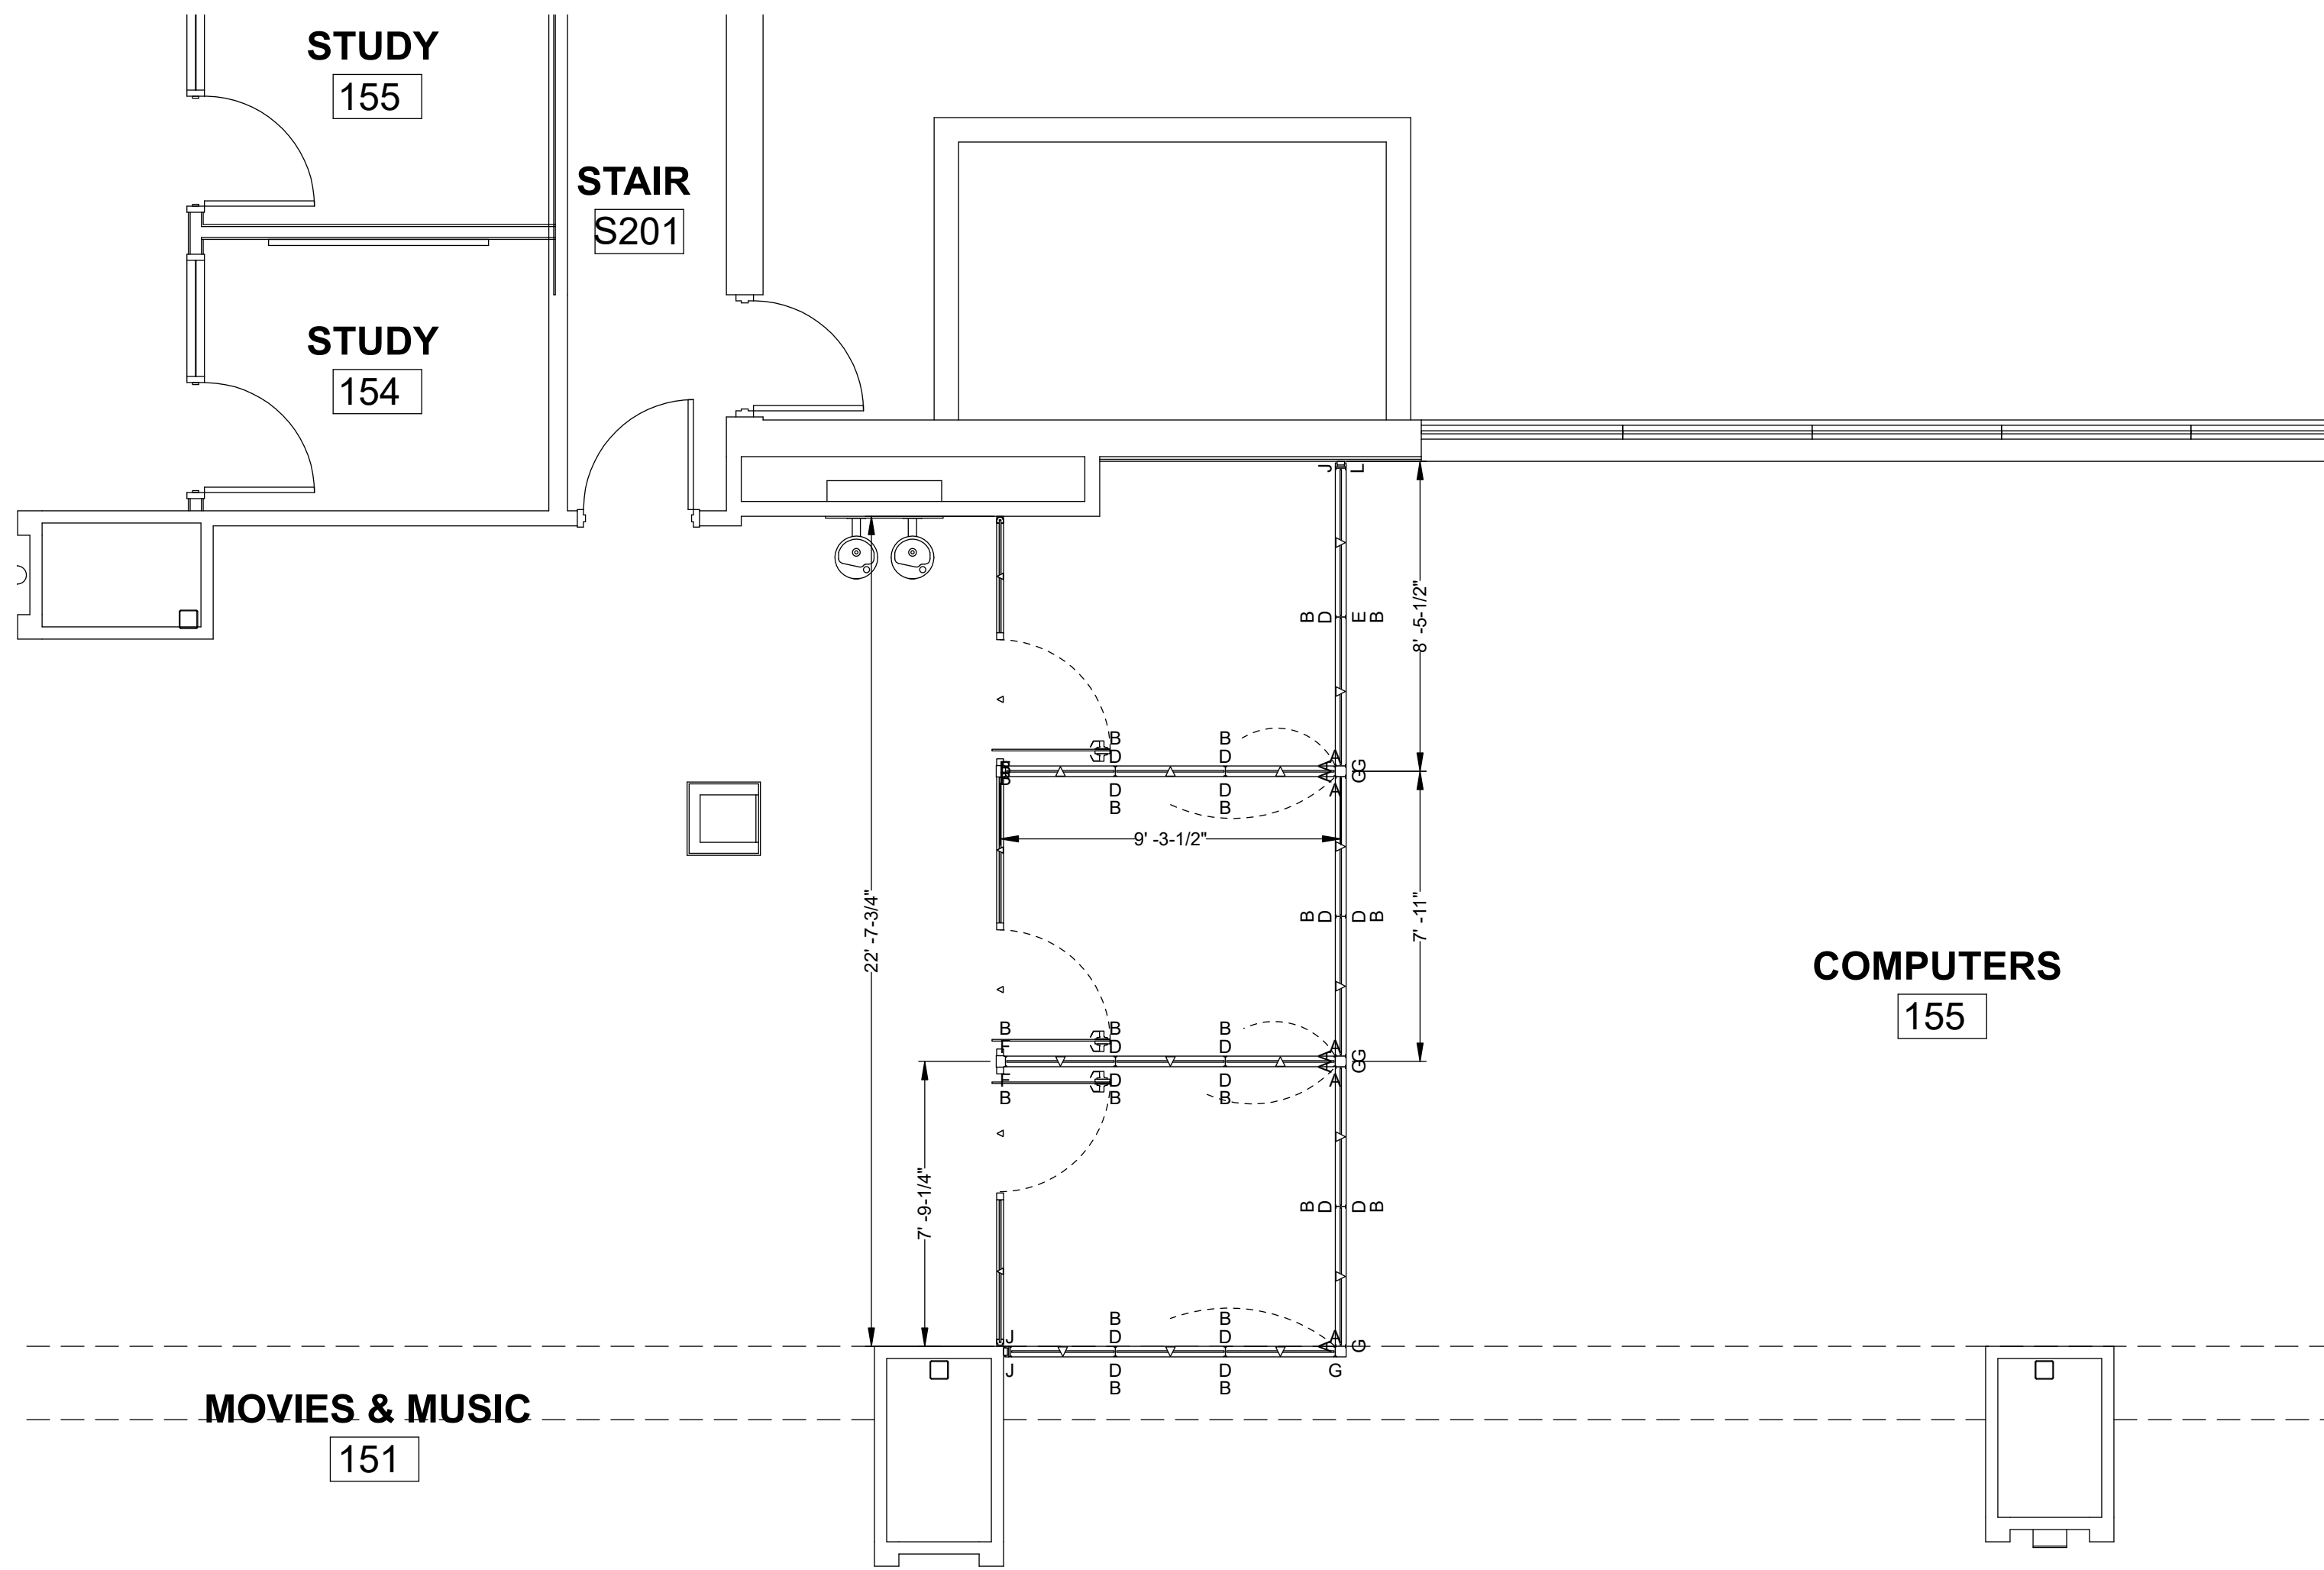 STUDY
155
STAIR
S201
STUDY
154
J
L
B
D
E
B
8' -5-1/2"
B
B
D
D
A
A
G
A
G
D
D
A
B
B
9' -3-1/2"
22' -7-3/4"
B
D
D
B
7' -11"
COMPUTERS
155
B
B
B
F
D
D
A
A
G
A
G
F
D
D
A
B
B
B
7' -9-1/4"
B
D
D
B
B
B
J
D
D
A
A
G
J
D
D
G
B
B
MOVIES & MUSIC
151